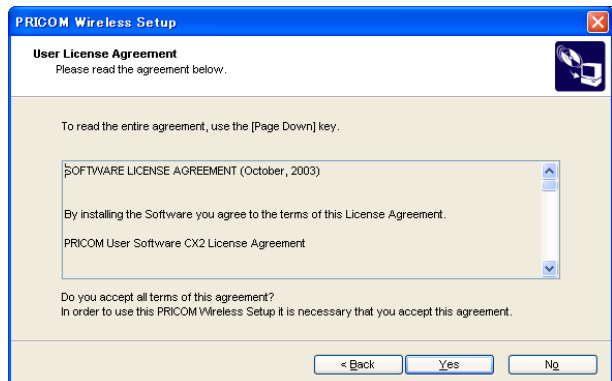 PRICOM Wireless Setup
User License Agreement
Please read the agreement below.
To read the entire agreement, use the [Page Down] key.
SOFTWARE LICENSE AGREEMENT (October, 2003)
By installing the Software you agree to the terms of this License Agreement.
PRICOM User Software CX2 License Agreement
Do you accept all terms of this agreement?
In order to use this PRICOM Wireless Setup it is necessary that you accept this agreement.
< Back Yes No